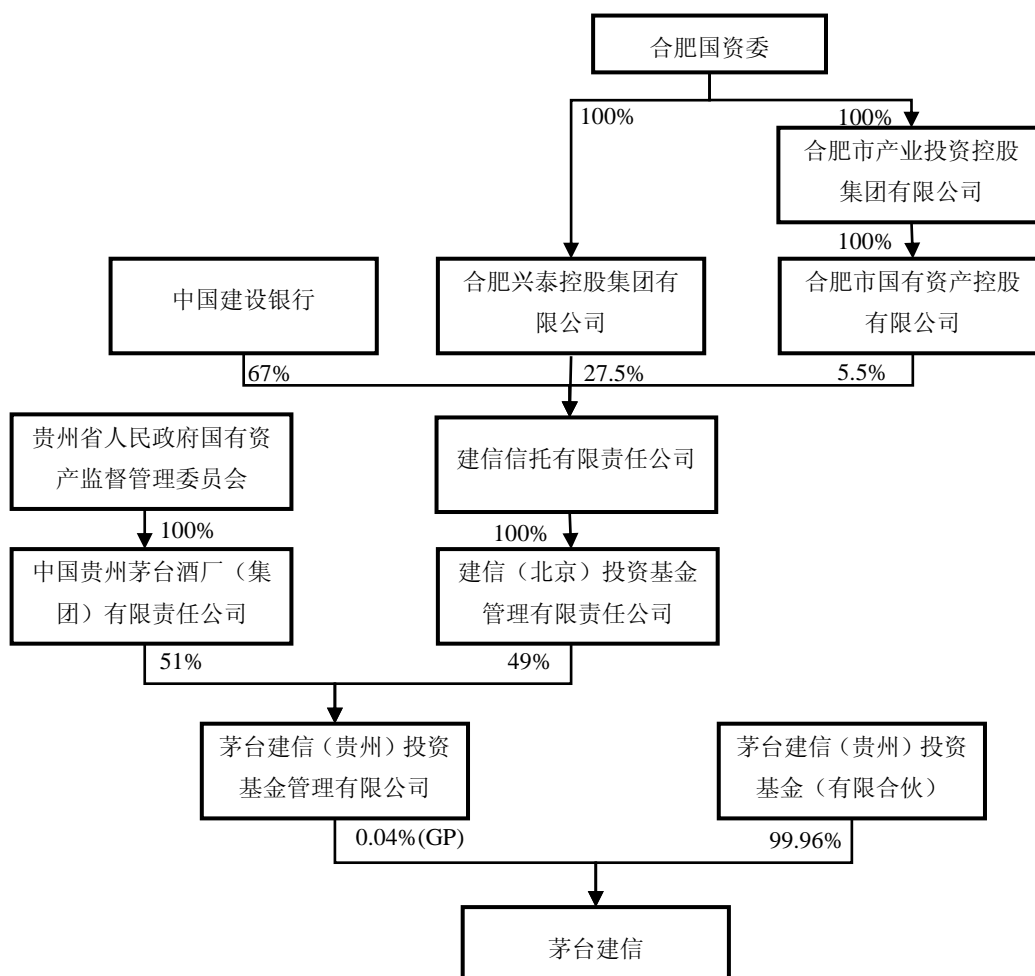 合肥国资委
100%
100%
合肥市产业投资控股
集团有限公司
100%
中国建设银行
合肥兴泰控股集团有
限公司
合肥市国有资产控股
有限公司
67%
27.5%
5.5%
贵州省人民政府国有资
产监督管理委员会
建信信托有限责任公司
100%
100%
中国贵州茅台酒厂（集
团）有限责任公司
建信（北京）投资基金
管理有限责任公司
51%
49%
茅台建信（贵州）投资
基金管理有限公司
茅台建信（贵州）投资
基金（有限合伙）
0.04%(GP)
99.96%
茅台建信